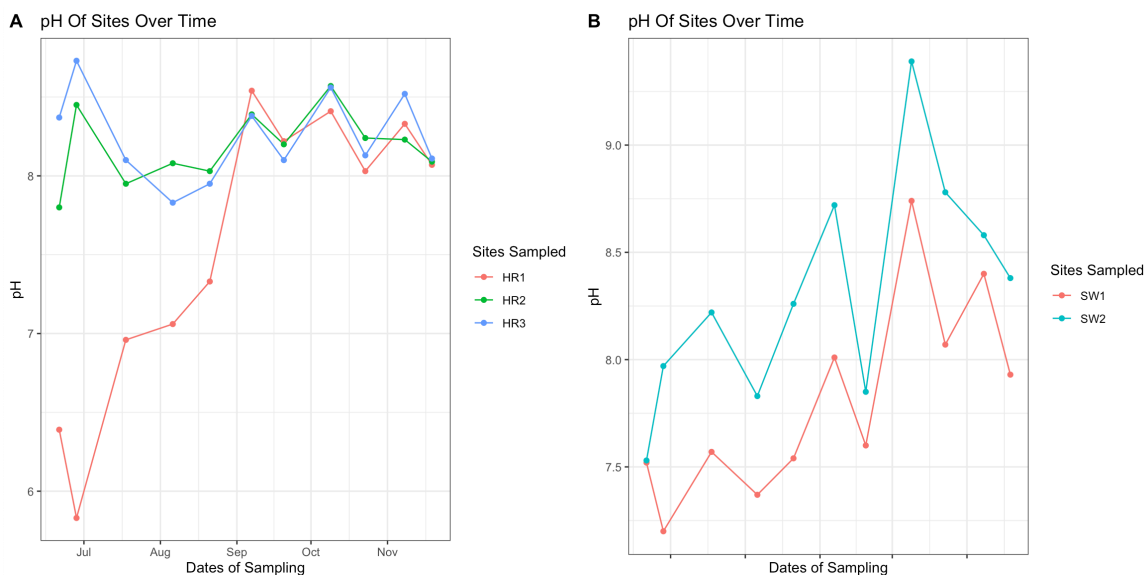 A
pH Of Sites Over Time
pH
8
7
6
Jul Aug Sep Oct Nov
Dates of Sampling
Sites Sampled
HR1
HR2
HR3
B
pH Of Sites Over Time
pH
9.0
8.5
8.0
7.5
Dates of Sampling
Sites Sampled
SW1
SW2